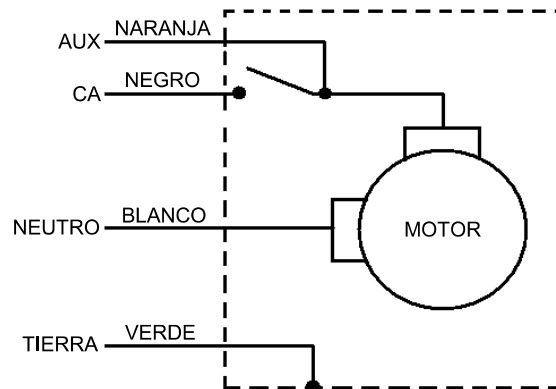 AUX NARANJA
CA NEGRO
NEUTRO BLANCO
MOTOR
TIERRA VERDE